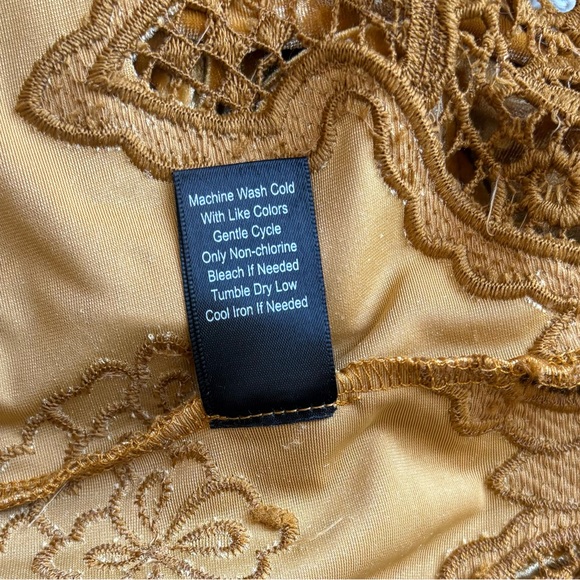 Machine Wash Cold
With Like Colors
Gentle Cycle
Only Non-chlorine
Bleach If Needed
Tumble Dry Low
Cool Iron If Needed